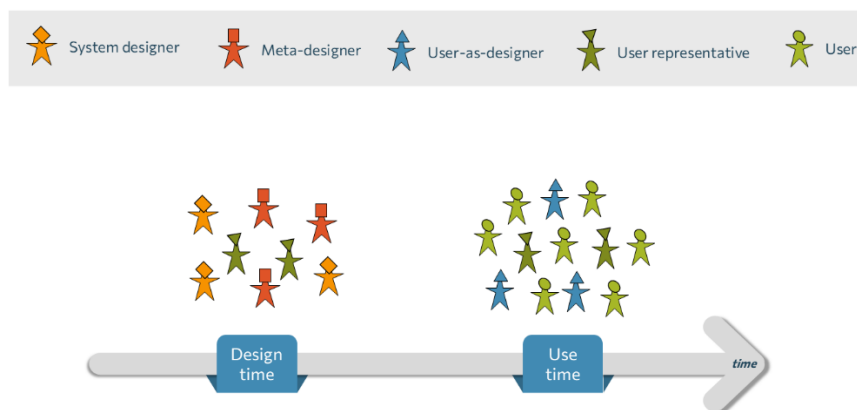 System designer
Meta-designer
User-as-designer
User representative
User
Design
time
Use
time
time